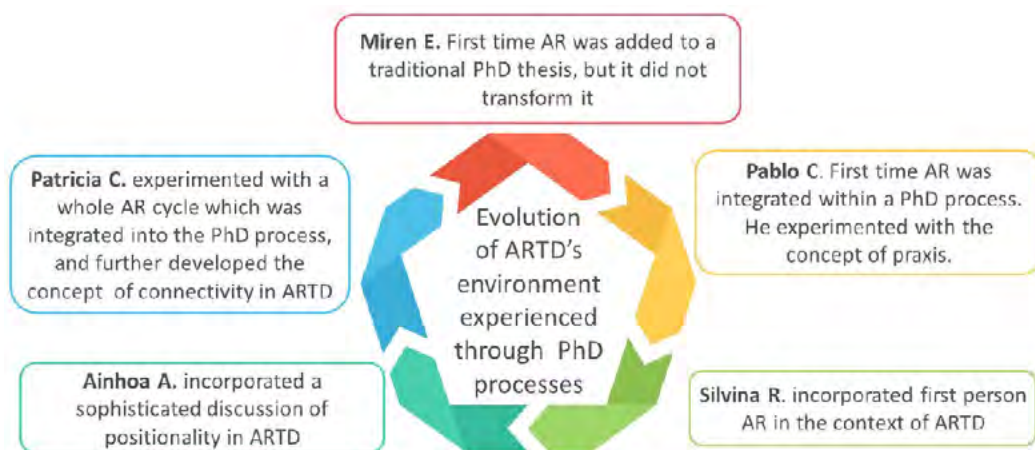 Miren E. First time AR was added to a
traditional PhD thesis, but it did not
transform it
Pablo C. First time AR was
integrated within a PhD process.
He experimented with the
concept of praxis.
Silvina R. incorporated first person
AR in the context of ARTD
Ainhoa A. incorporated a
sophisticated discussion of
positionality in ARTD
Patricia C. experimented with a
whole AR cycle which was
integrated into the PhD process,
and further developed the
concept of connectivity in ARTD
Evolution
of ARTD's
environment
experienced
through PhD
processes